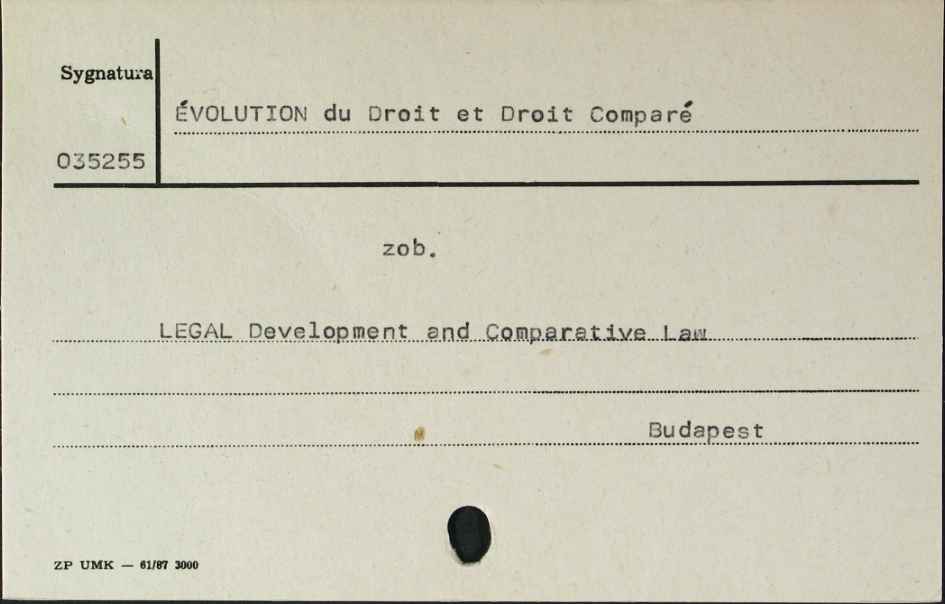 Sygnatura
ÉVOLUTION du Droit et Droit Comparé
035255
zob.
LEGAL Development and Comparative Law
Budapest
ZP UMK — 61/87 3000